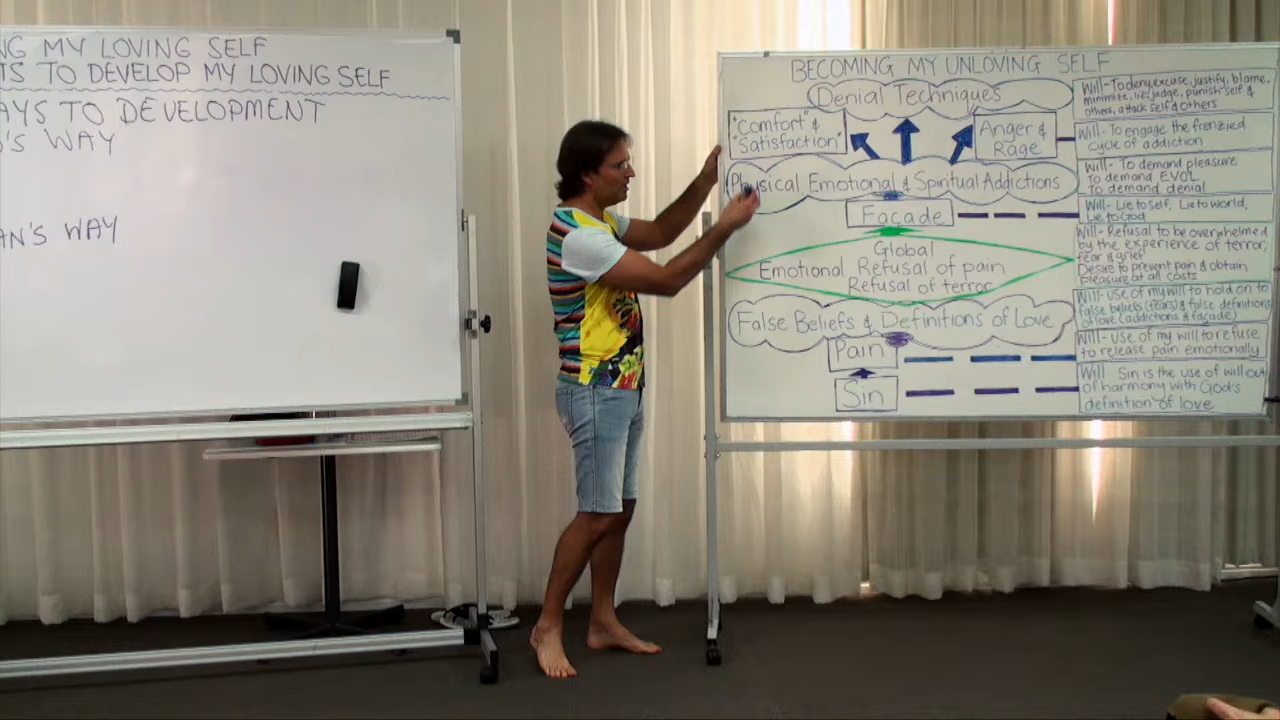 NG MY LOVING SELF
TS TO DEVELOP MY LOVING SELF
AYS TO DEVELOPMENT
'S WAY
AN'S WAY
BECOMING MY UNLOVING SELF
Denial Techniques
"Comfort" &
"Satisfaction"
Anger &
Rage
Physical Emotional & Spiritual Addictions
Façade
Global
Emotional Refusal of pain
Refusal of terror
False Beliefs & Definitions of Love
Pain
Sin
Will- To deny, excuse, justify, blame,
minimize, lie, judge, punish self &
others, attack self & others
Will- To engage the frenzied
cycle of addiction
Will- To demand pleasure
To demand EVOL
To demand denial
Will- Lie to self, Lie to world,
Lie to God
Will- Refusal to be overwhelmed
by the experience of terror,
fear & grief
Desire to prevent pain & obtain
pleasure at all costs
Will- Use of my will to hold on to
false beliefs (fears) & false definitions
of love (addictions & façade)
Will- Use of my will to refuse
to release pain emotionally
Will Sin is the use of will out
of harmony with God's
definition of love